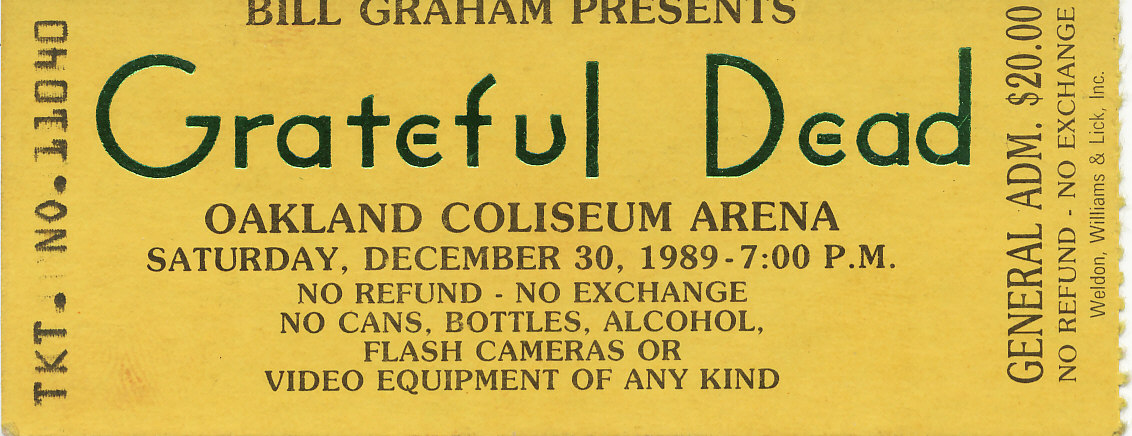 BILL GRAHAM PRESENTS
Grateful Dead
OAKLAND COLISEUM ARENA
SATURDAY, DECEMBER 30, 1989-7:00 P.M.
NO REFUND - NO EXCHANGE
NO CANS, BOTTLES, ALCOHOL,
FLASH CAMERAS OR
VIDEO EQUIPMENT OF ANY KIND
TKT. NO. 11040
GENERAL ADM. $20.00
NO REFUND - NO EXCHANGE
Weldon, Williams & Lick, Inc.